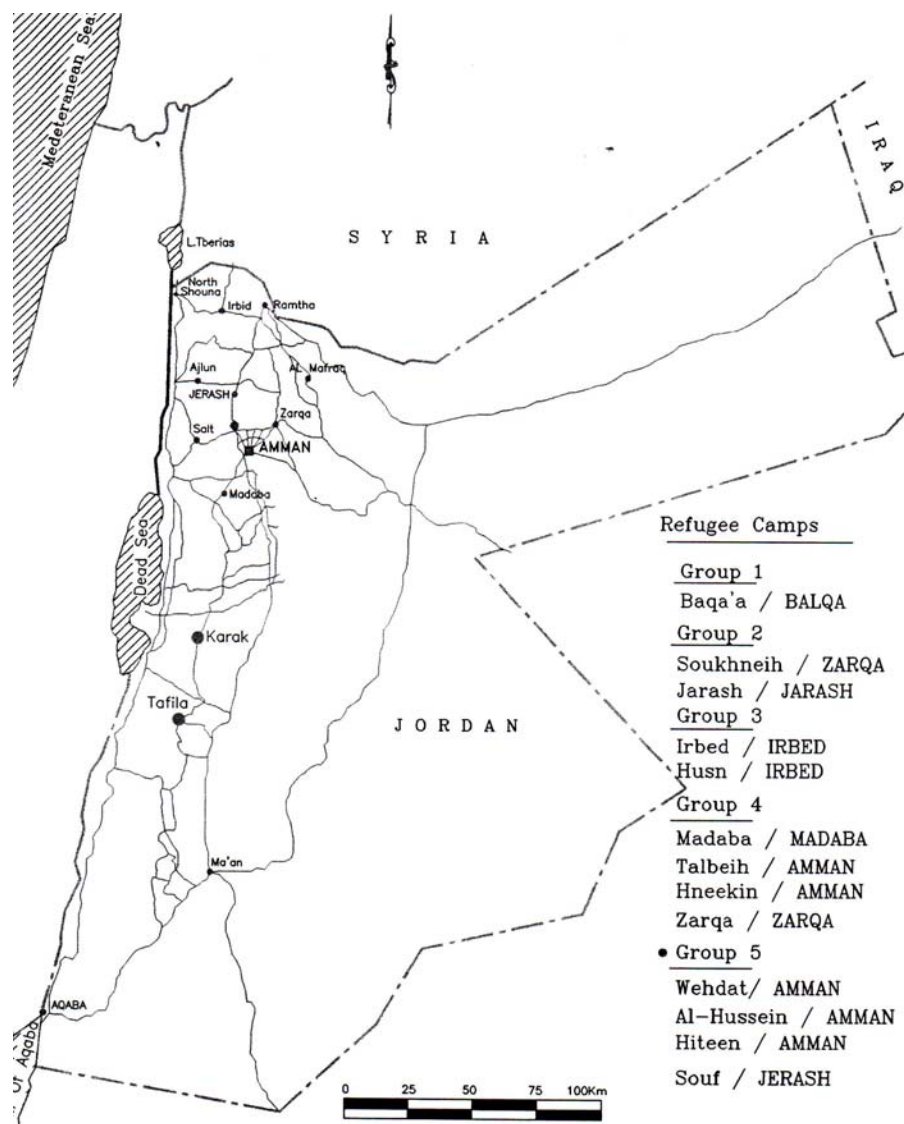 Medeteranean Sea
IRAQ
SYRIA
L.Tberias
North
Shouna
Irbid
Ramtha
Ajlun
AL Mafraq
JERASH
Zarqa
Salt
AMMAN
Madaba
Dead Sea
Karak
Tafila
JORDAN
Ma'an
AQABA
Of Aqaba
0 25 50 75 100Km
Refugee Camps
Group 1
Baqa'a / BALQA
Group 2
Soukhneih / ZARQA
Jarash / JARASH
Group 3
Irbed / IRBED
Husn / IRBED
Group 4
Madaba / MADABA
Talbeih / AMMAN
Hneekin / AMMAN
Zarqa / ZARQA
• Group 5
Wehdat/ AMMAN
Al-Hussein / AMMAN
Hiteen / AMMAN
Souf / JERASH